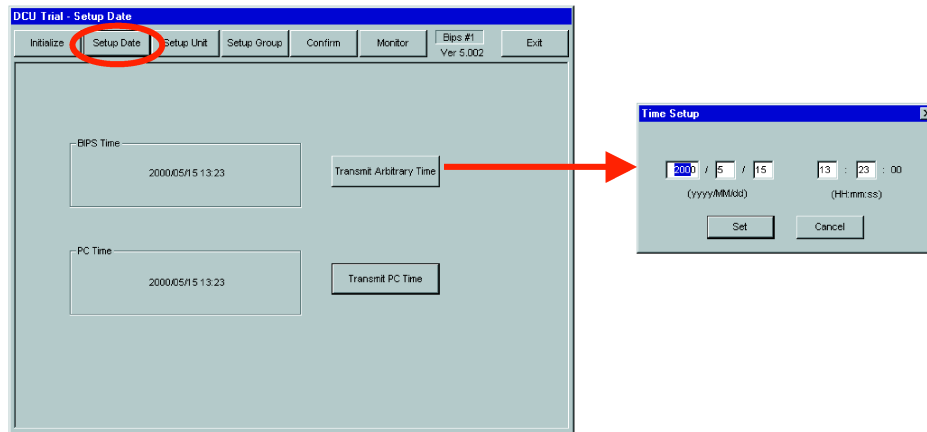 DCU Trial - Setup Date
Initialize Setup Date Setup Unit Setup Group Confirm Monitor Bips #1 Exit
Ver 5.002
BIPS Time
2000/05/15 13:23
Transmit Arbitrary Time
PC Time
2000/05/15 13:23
Transmit PC Time
Time Setup
2000 / 5 / 15 13 : 23 : 00
(yyyy/MM/dd) (HH:mm:ss)
Set Cancel